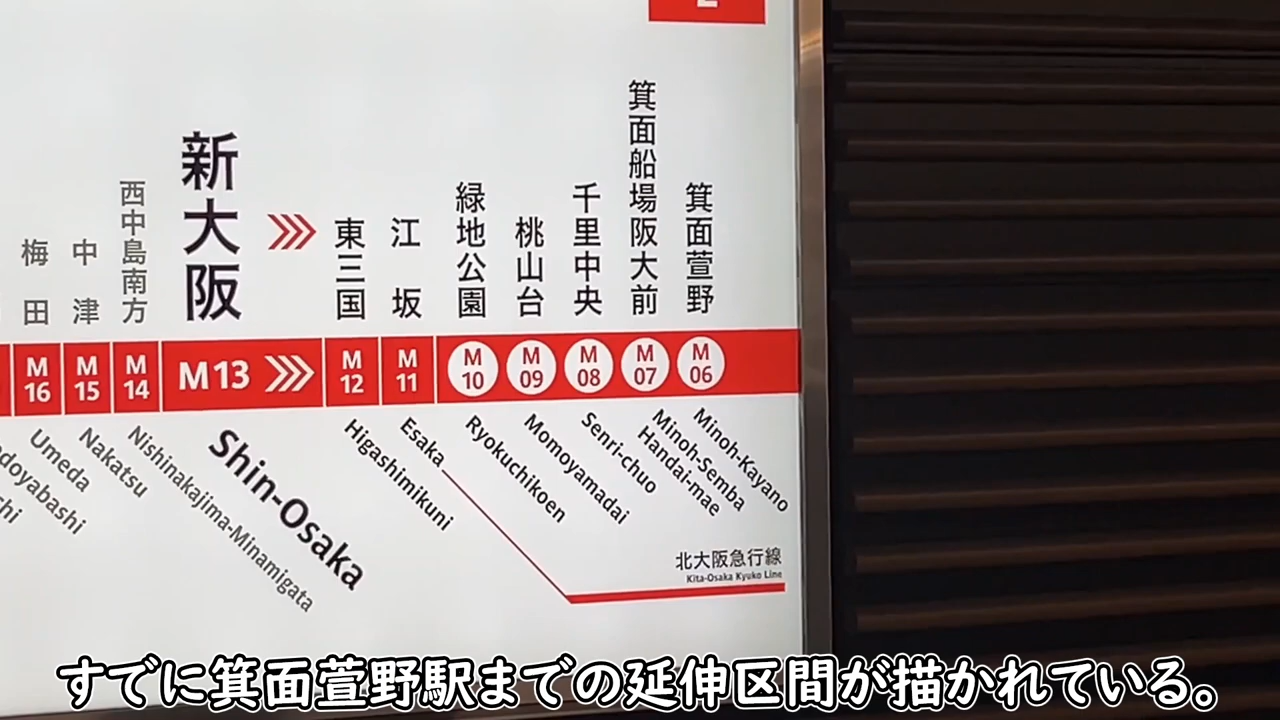 梅田
中津
西中島南方
新大阪
東三国
江坂
緑地公園
桃山台
千里中央
箕面船場阪大前
箕面萱野
M16
M15
M14
M13
M12
M11
M10
M09
M08
M07
M06
Umeda
Nakatsu
Nishinakajima-Minamigata
Shin-Osaka
Higashimikuni
Esaka
Ryokuchikoen
Momoyamadai
Senri-chuo
Minoh-Semba
Handai-mae
Minoh-Kayano
北大阪急行線
Kita-Osaka Kyuko Line
すでに箕面萱野駅までの延伸区間が描かれている。